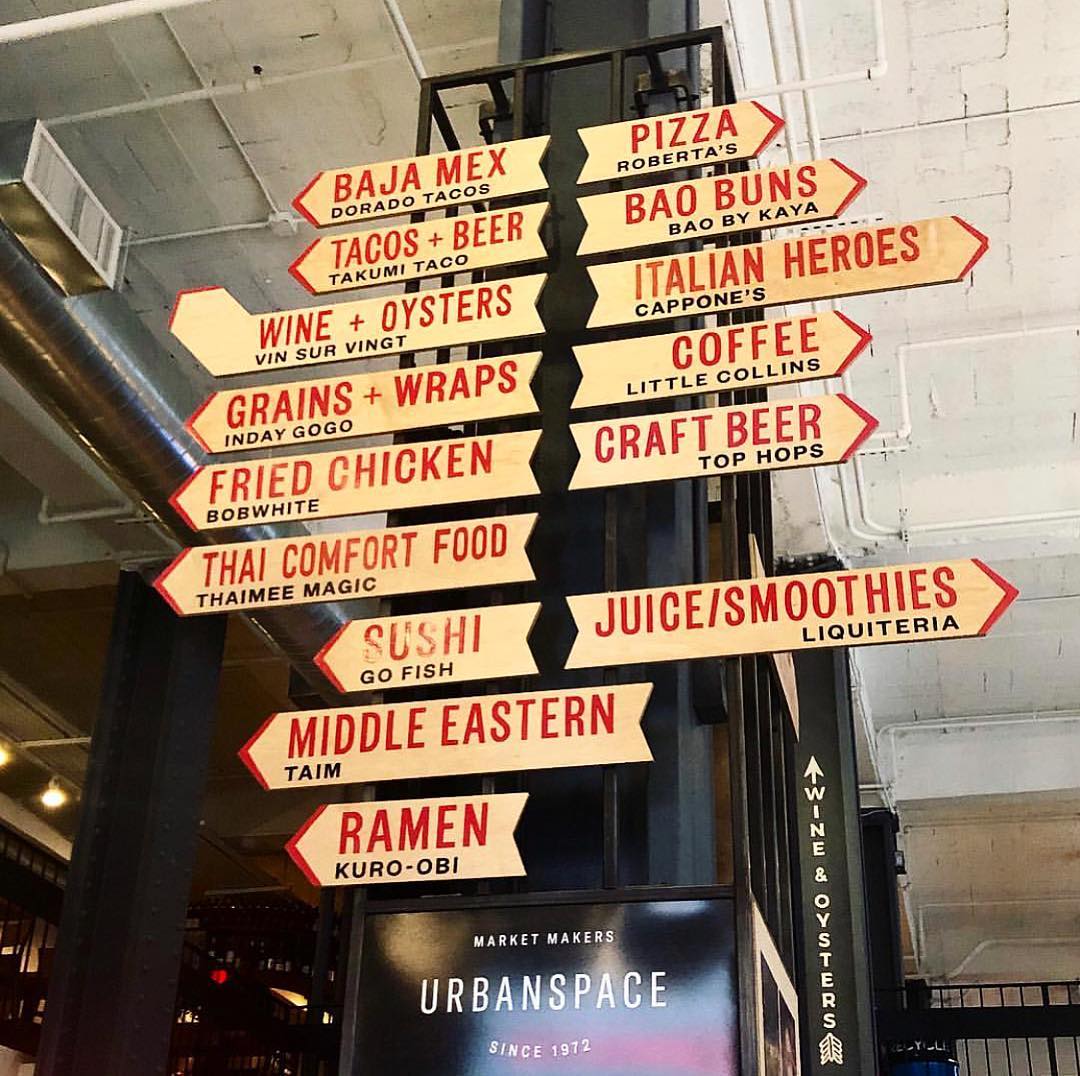 BAJA MEX
DORADO TACOS
TACOS + BEER
TAKUMI TACO
WINE + OYSTERS
VIN SUR VINGT
GRAINS + WRAPS
INDAY GOGO
FRIED CHICKEN
BOBWHITE
THAI COMFORT FOOD
THAIMEE MAGIC
SUSHI
GO FISH
MIDDLE EASTERN
TAIM
RAMEN
KURO-OBI
PIZZA
ROBERTA'S
BAO BUNS
BAO BY KAYA
ITALIAN HEROES
CAPPONE'S
COFFEE
LITTLE COLLINS
CRAFT BEER
TOP HOPS
JUICE/SMOOTHIES
LIQUITERIA
WINE & OYSTERS
MARKET MAKERS
URBANSPACE
SINCE 1972
RECYCLE